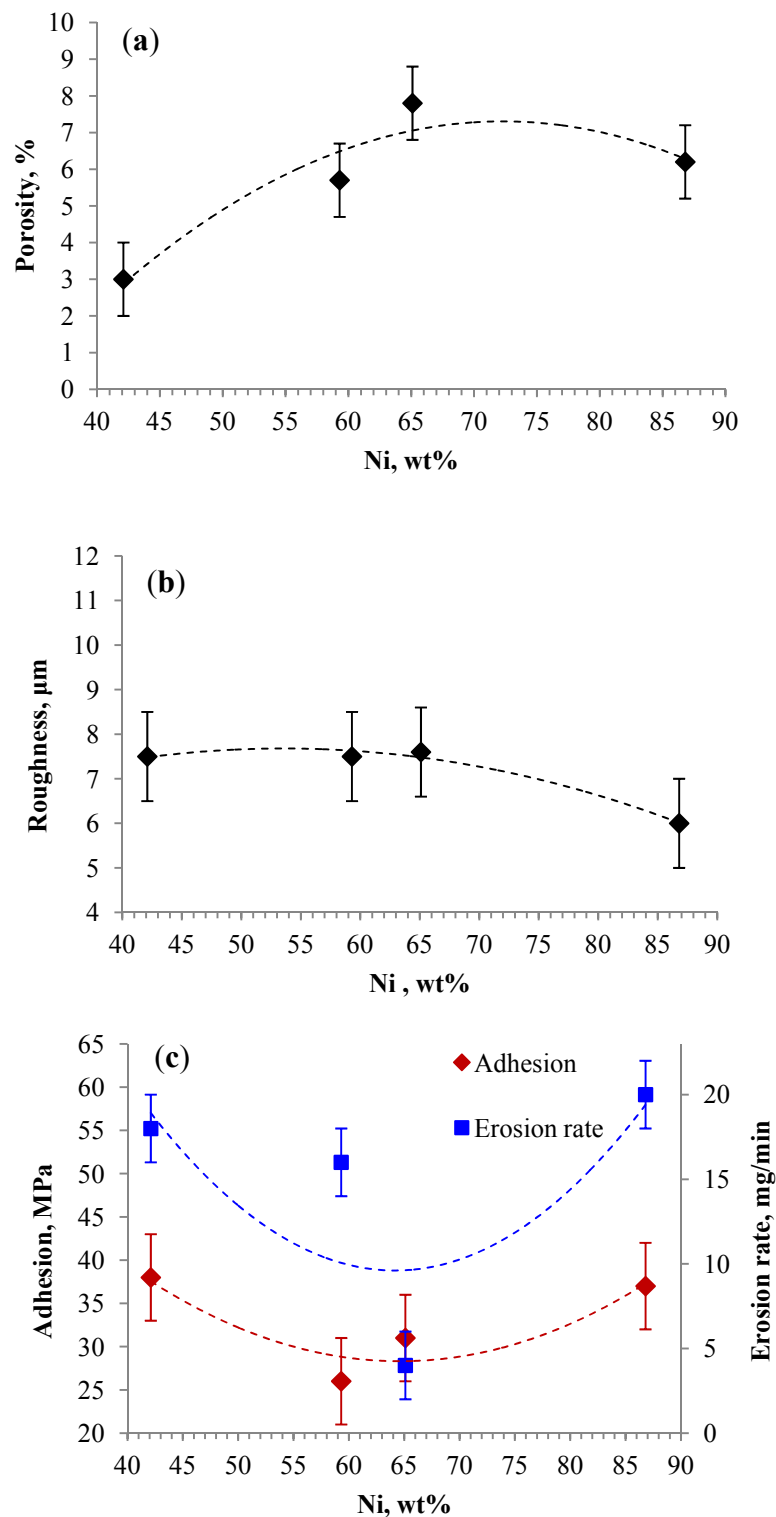 (a)
Porosity, %
10
9
8
7
6
5
4
3
2
1
0
40 45 50 55 60 65 70 75 80 85 90
Ni, wt%
(b)
Roughness, µm
12
11
10
9
8
7
6
5
4
40 45 50 55 60 65 70 75 80 85 90
Ni , wt%
(c)
Adhesion
Erosion rate
Adhesion, MPa
65
60
55
50
45
40
35
30
25
20
Erosion rate, mg/min
20
15
10
5
0
40 45 50 55 60 65 70 75 80 85 90
Ni, wt%